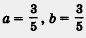 a = 3/5, b = 3/5